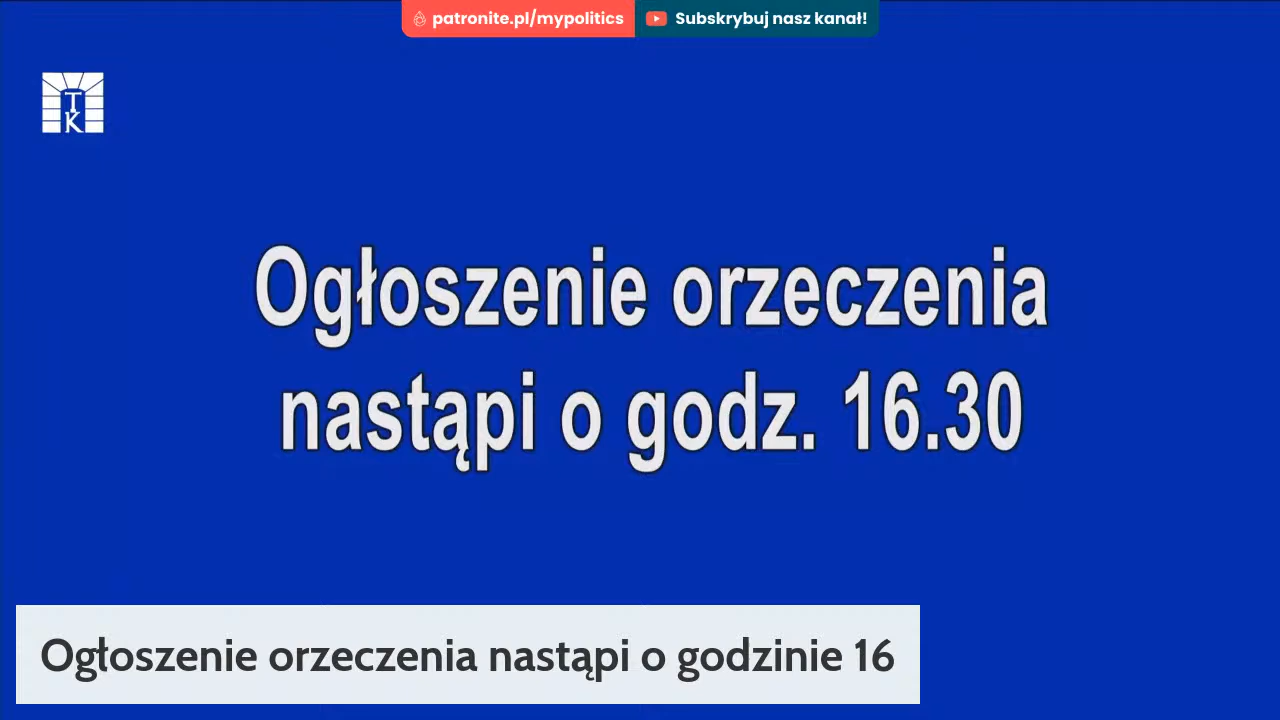 patronite.pl/mypolitics
Subskrybuj nasz kanał!
TK
Ogłoszenie orzeczenia
nastąpi o godz. 16.30
Ogłoszenie orzeczenia nastąpi o godzinie 16